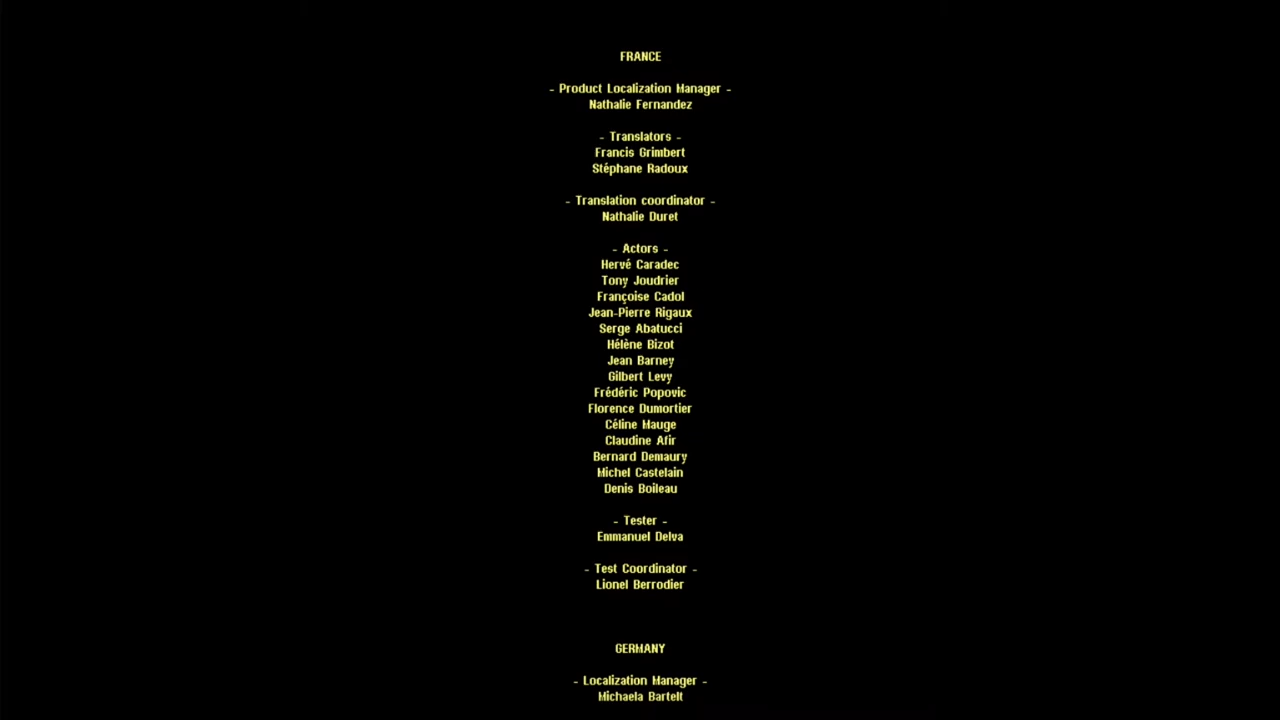 FRANCE
- Product Localization Manager -
Nathalie Fernandez
- Translators -
Francis Grimbert
Stéphane Radoux
- Translation coordinator -
Nathalie Duret
- Actors -
Hervé Caradec
Tony Joudrier
Françoise Cadol
Jean-Pierre Rigaux
Serge Abatucci
Hélène Bizot
Jean Barney
Gilbert Levy
Frédéric Popovic
Florence Dumortier
Céline Mauge
Claudine Afir
Bernard Demaury
Michel Castelain
Denis Boileau
- Tester -
Emmanuel Delva
- Test Coordinator -
Lionel Berrodier
GERMANY
- Localization Manager -
Michaela Bartelt